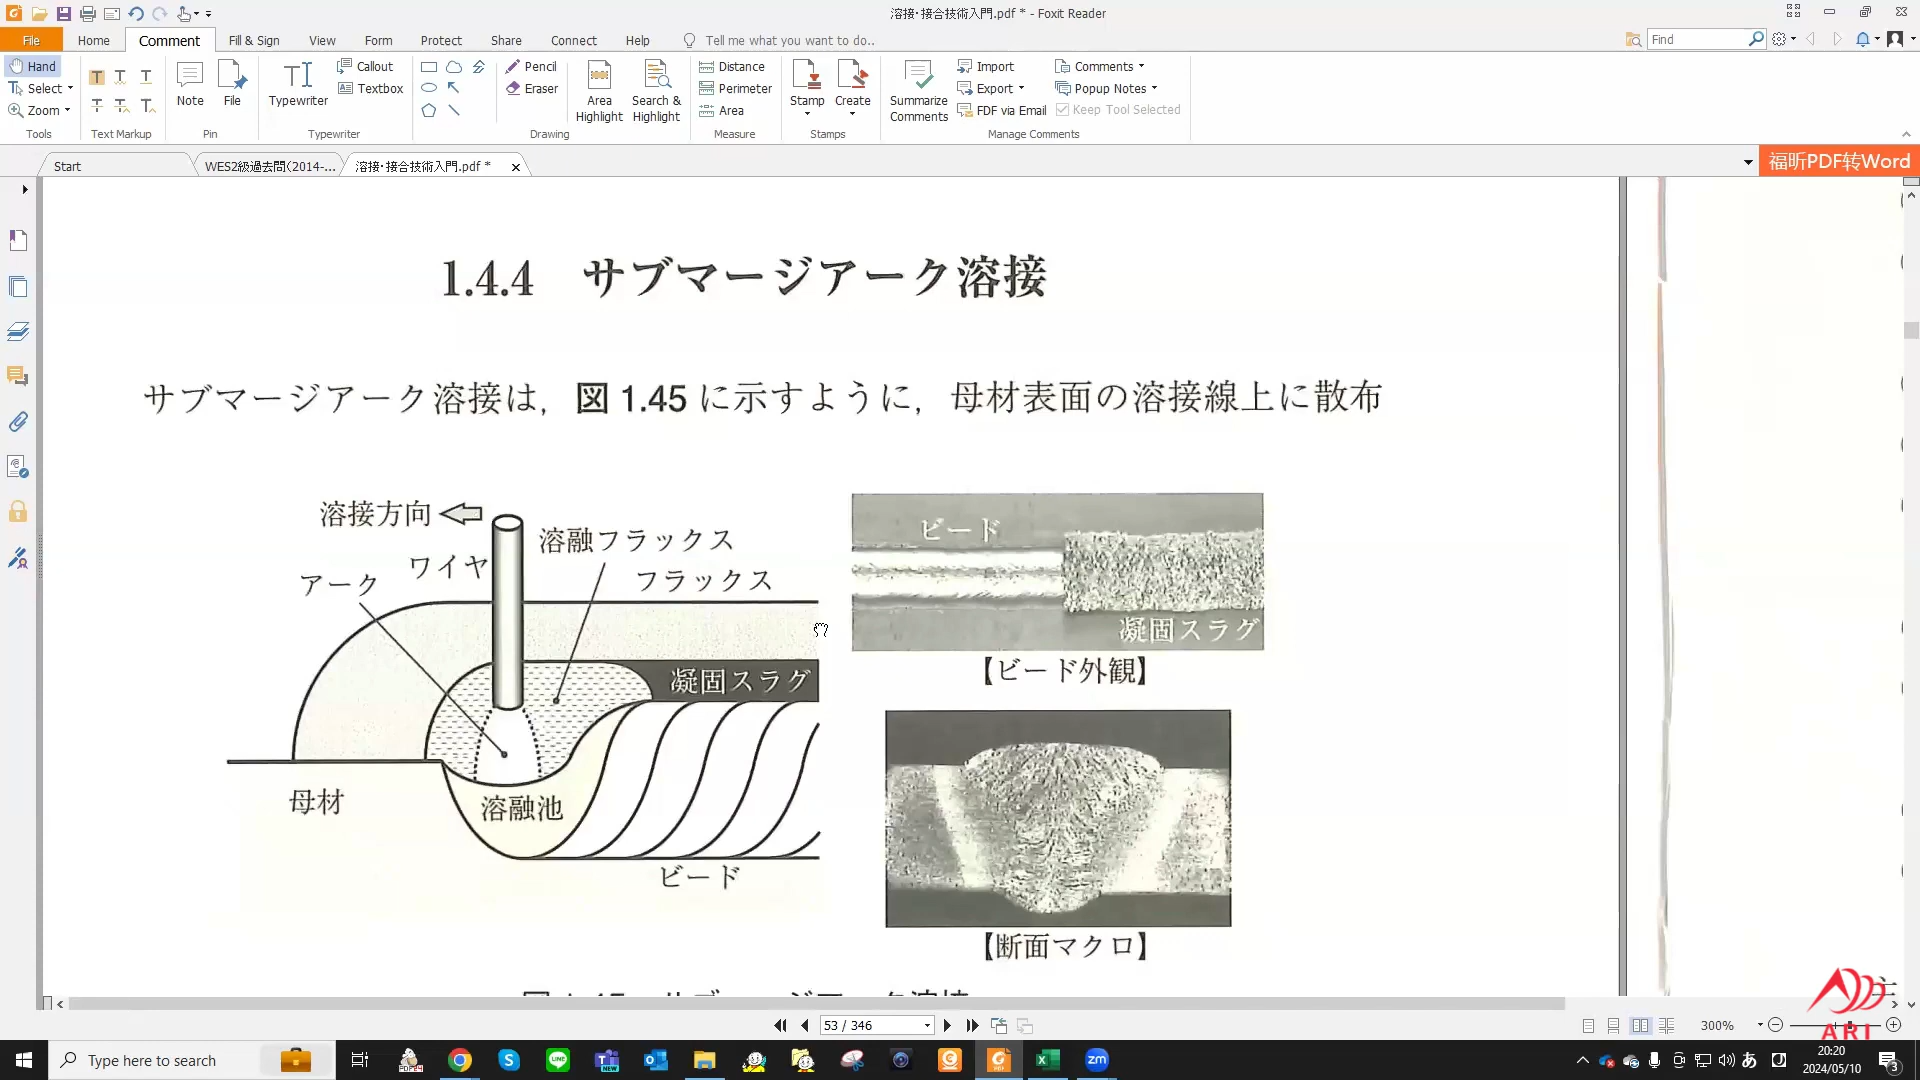 溶接・接合技術入門.pdf * - Foxit Reader
File
Home
Comment
Fill & Sign
View
Form
Protect
Share
Connect
Help
Tell me what you want to do..
Find
Hand
Select
Zoom
Tools
Text Markup
Note
File
Pin
Typewriter
Callout
Textbox
Typewriter
Pencil
Eraser
Area Highlight
Search & Highlight
Drawing
Distance
Perimeter
Area
Measure
Stamp
Create
Stamps
Summarize Comments
Import
Export
FDF via Email
Comments
Popup Notes
Keep Tool Selected
Manage Comments
Start
WES2級過去問(2014-...
溶接・接合技術入門.pdf *
福昕PDF转Word
1.4.4 サブマージアーク溶接
サブマージアーク溶接は，図 1.45 に示すように，母材表面の溶接線上に散布
溶接方向
ワイヤ
溶融フラックス
アーク
フラックス
凝固スラグ
母材
溶融池
ビード
ビード
凝固スラグ
【ビード外観】
【断面マクロ】
53 / 346
300%
ARI
Type here to search
あ
20:20
2024/05/10
3